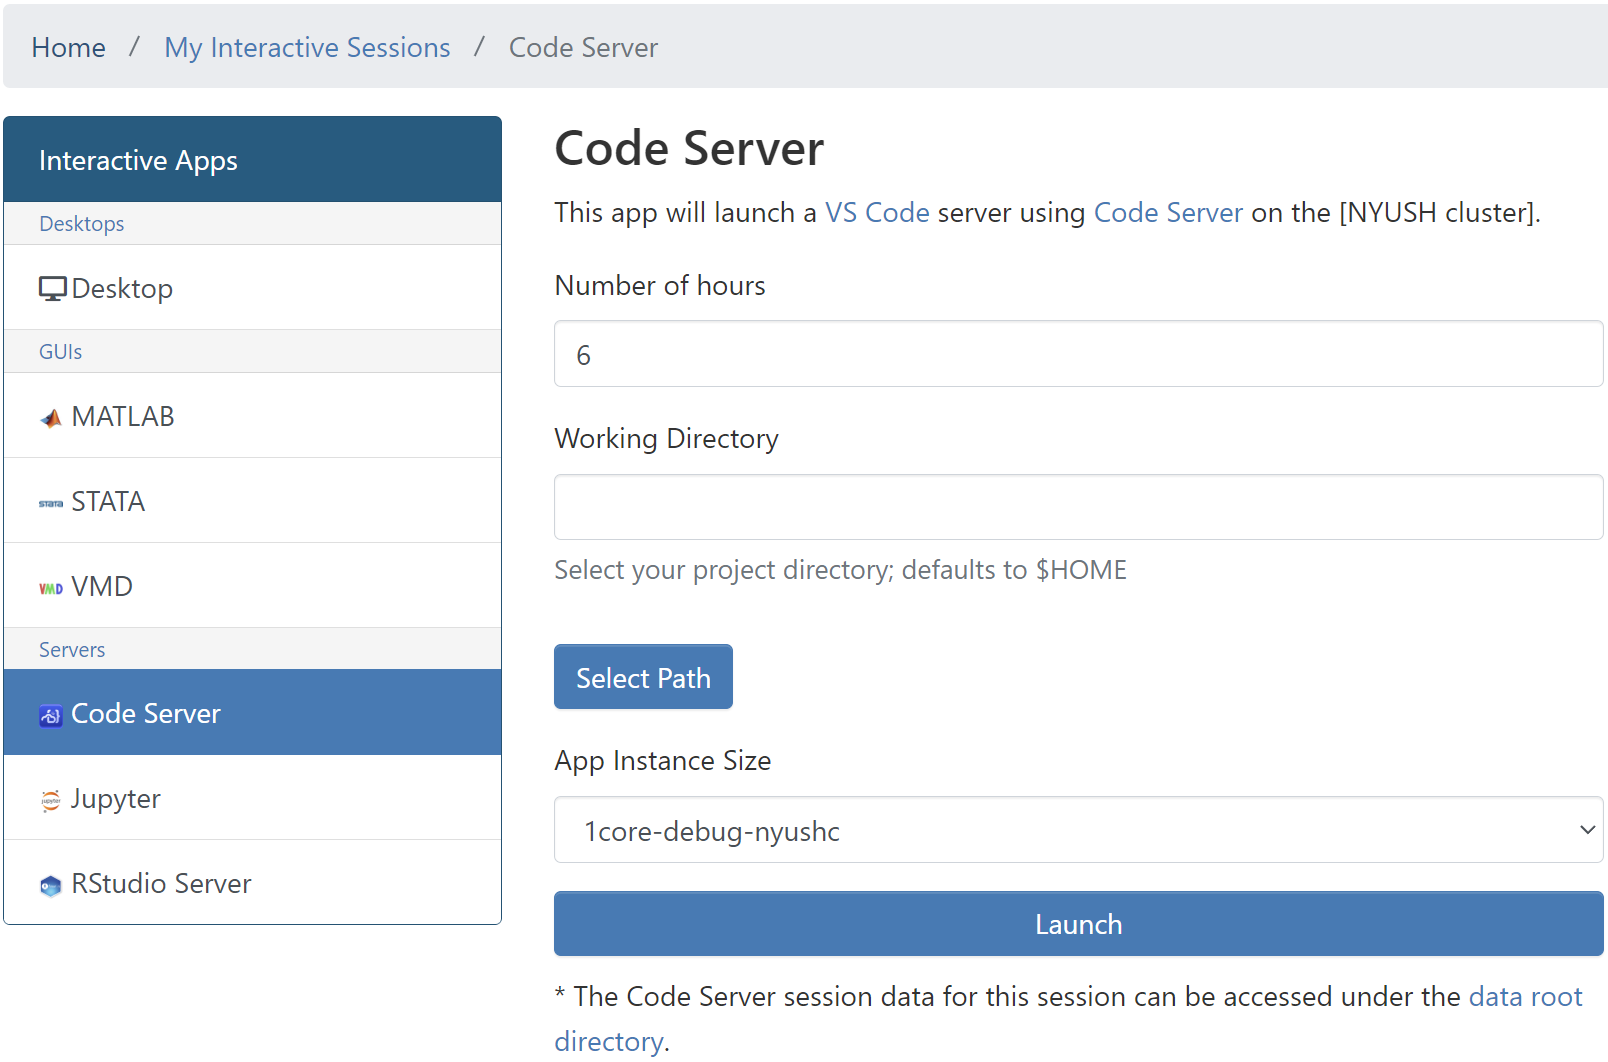 Home / My Interactive Sessions / Code Server
Interactive Apps
Desktops
Desktop
GUIs
MATLAB
stata STATA
VMD VMD
Servers
Code Server
jupyter Jupyter
RStudio Server
Code Server
This app will launch a VS Code server using Code Server on the [NYUSH cluster].
Number of hours
6
Working Directory
Select your project directory; defaults to $HOME
Select Path
App Instance Size
1core-debug-nyushc
Launch
* The Code Server session data for this session can be accessed under the data root
directory.